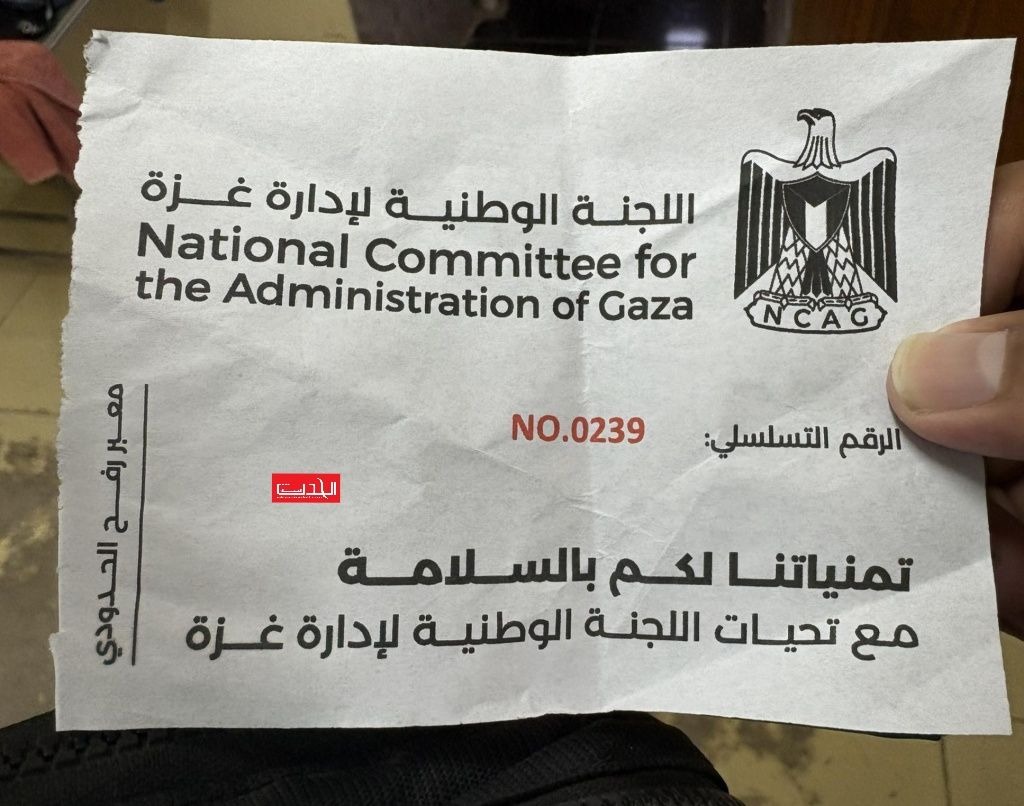 اللجنة الوطنية لإدارة غزة
National Committee for
the Administration of Gaza
NCAG
الرقم التسلسلي: NO.0239
معبر رفح الحدودي
الحدث
تمنياتنا لكم بالسلامة
مع تحيات اللجنة الوطنية لإدارة غزة